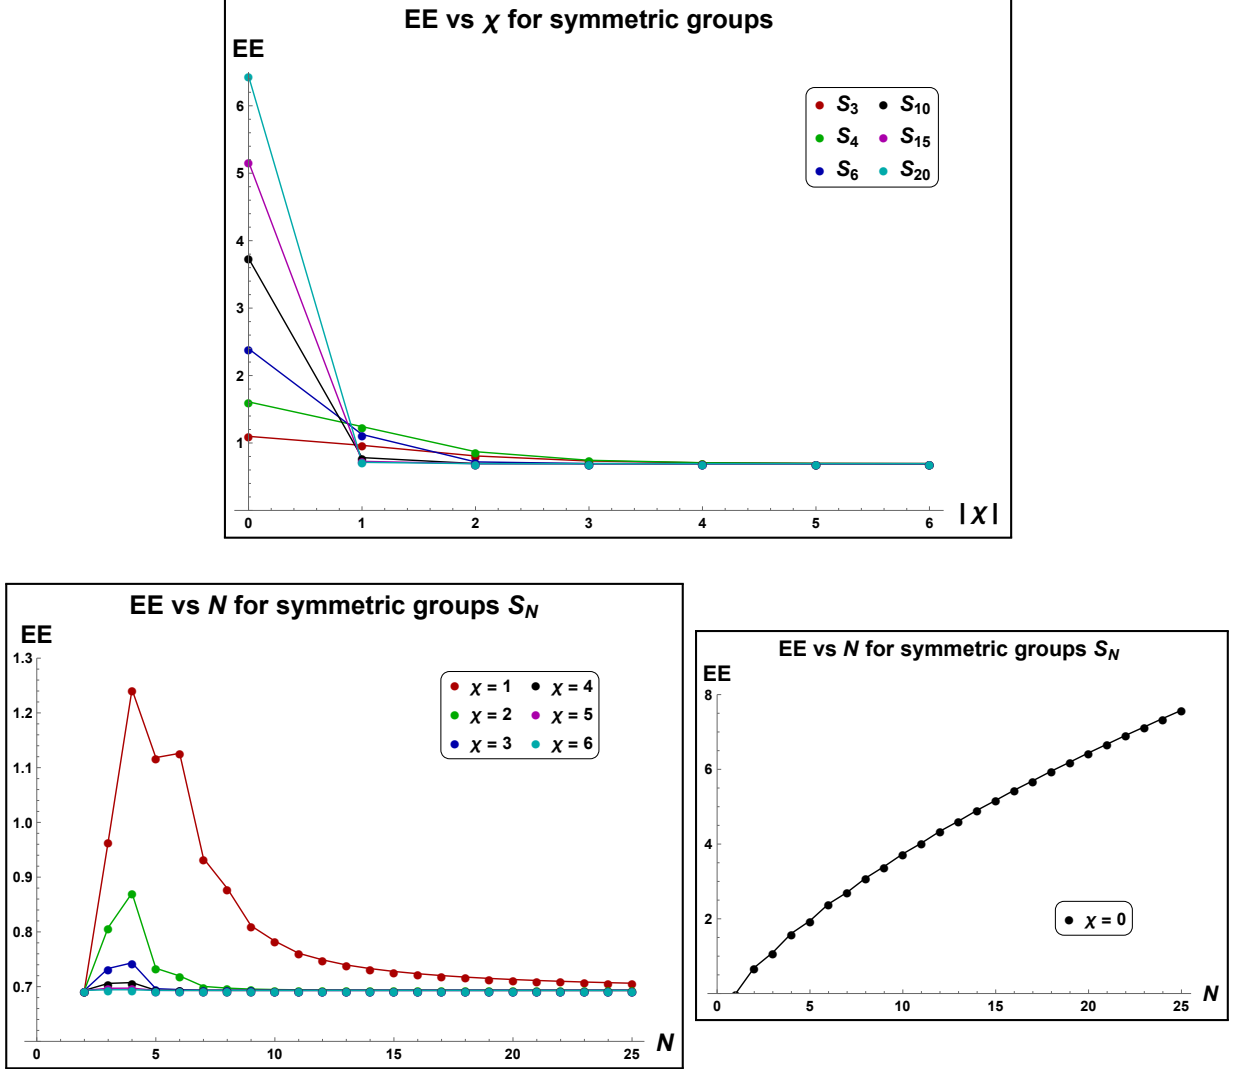 EE vs χ for symmetric groups
EE
6
5
4
3
2
1
0 1 2 3 4 5 6
|χ|
S3 S10
S4 S15
S6 S20
EE vs N for symmetric groups SN
EE
1.3
1.2
1.1
1.0
0.9
0.8
0.7
0 5 10 15 20 25
N
χ = 1 χ = 4
χ = 2 χ = 5
χ = 3 χ = 6
EE vs N for symmetric groups SN
EE
8
6
4
2
0
0 5 10 15 20 25
N
χ = 0